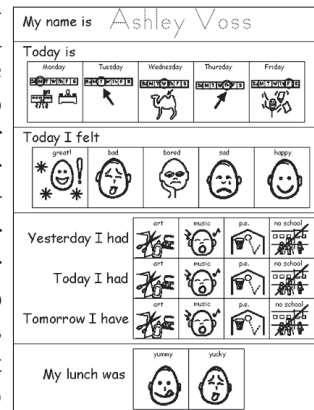 My name is Ashley Voss
Today is
Monday Tuesday Wednesday Thursday Friday
Today I felt
great! bad bored sad happy
art music p.e. no school
Yesterday I had
art music p.e. no school
Today I had
art music p.e. no school
Tomorrow I have
yummy yucky
My lunch was